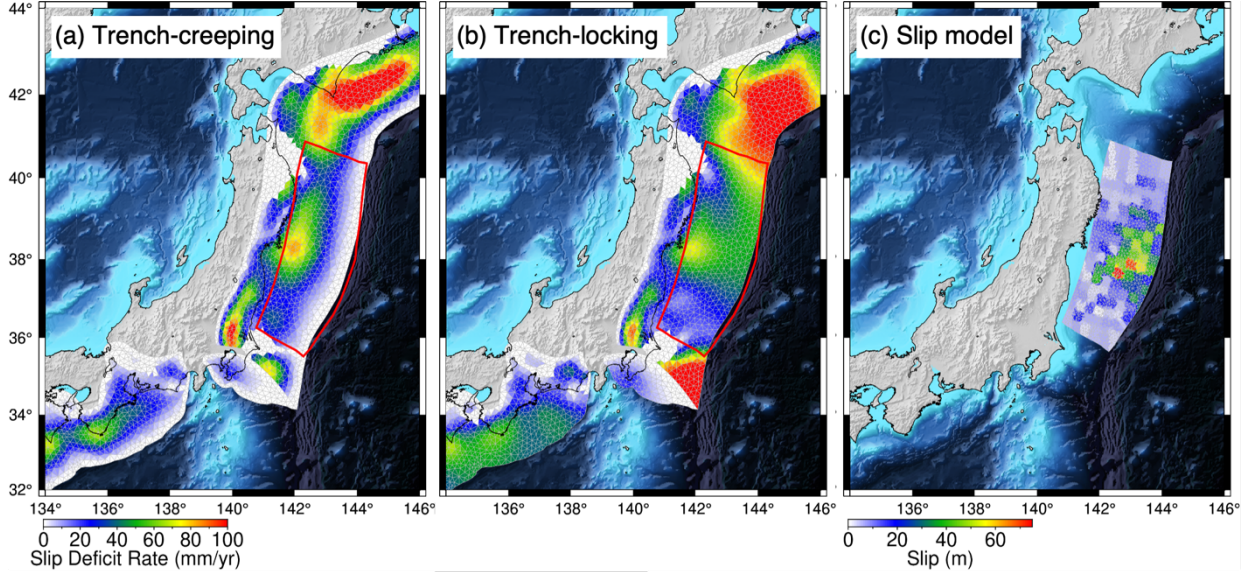 (a) Trench-creeping
(b) Trench-locking
(c) Slip model
44°
42°
40°
38°
36°
34°
32°
134 136° 138° 140° 142° 144° 146°
136° 138° 140° 142° 144° 146°
136° 138° 140° 142° 144° 146°
0 20 40 60 80 100
Slip Deficit Rate (mm/yr)
0 20 40 60
Slip (m)